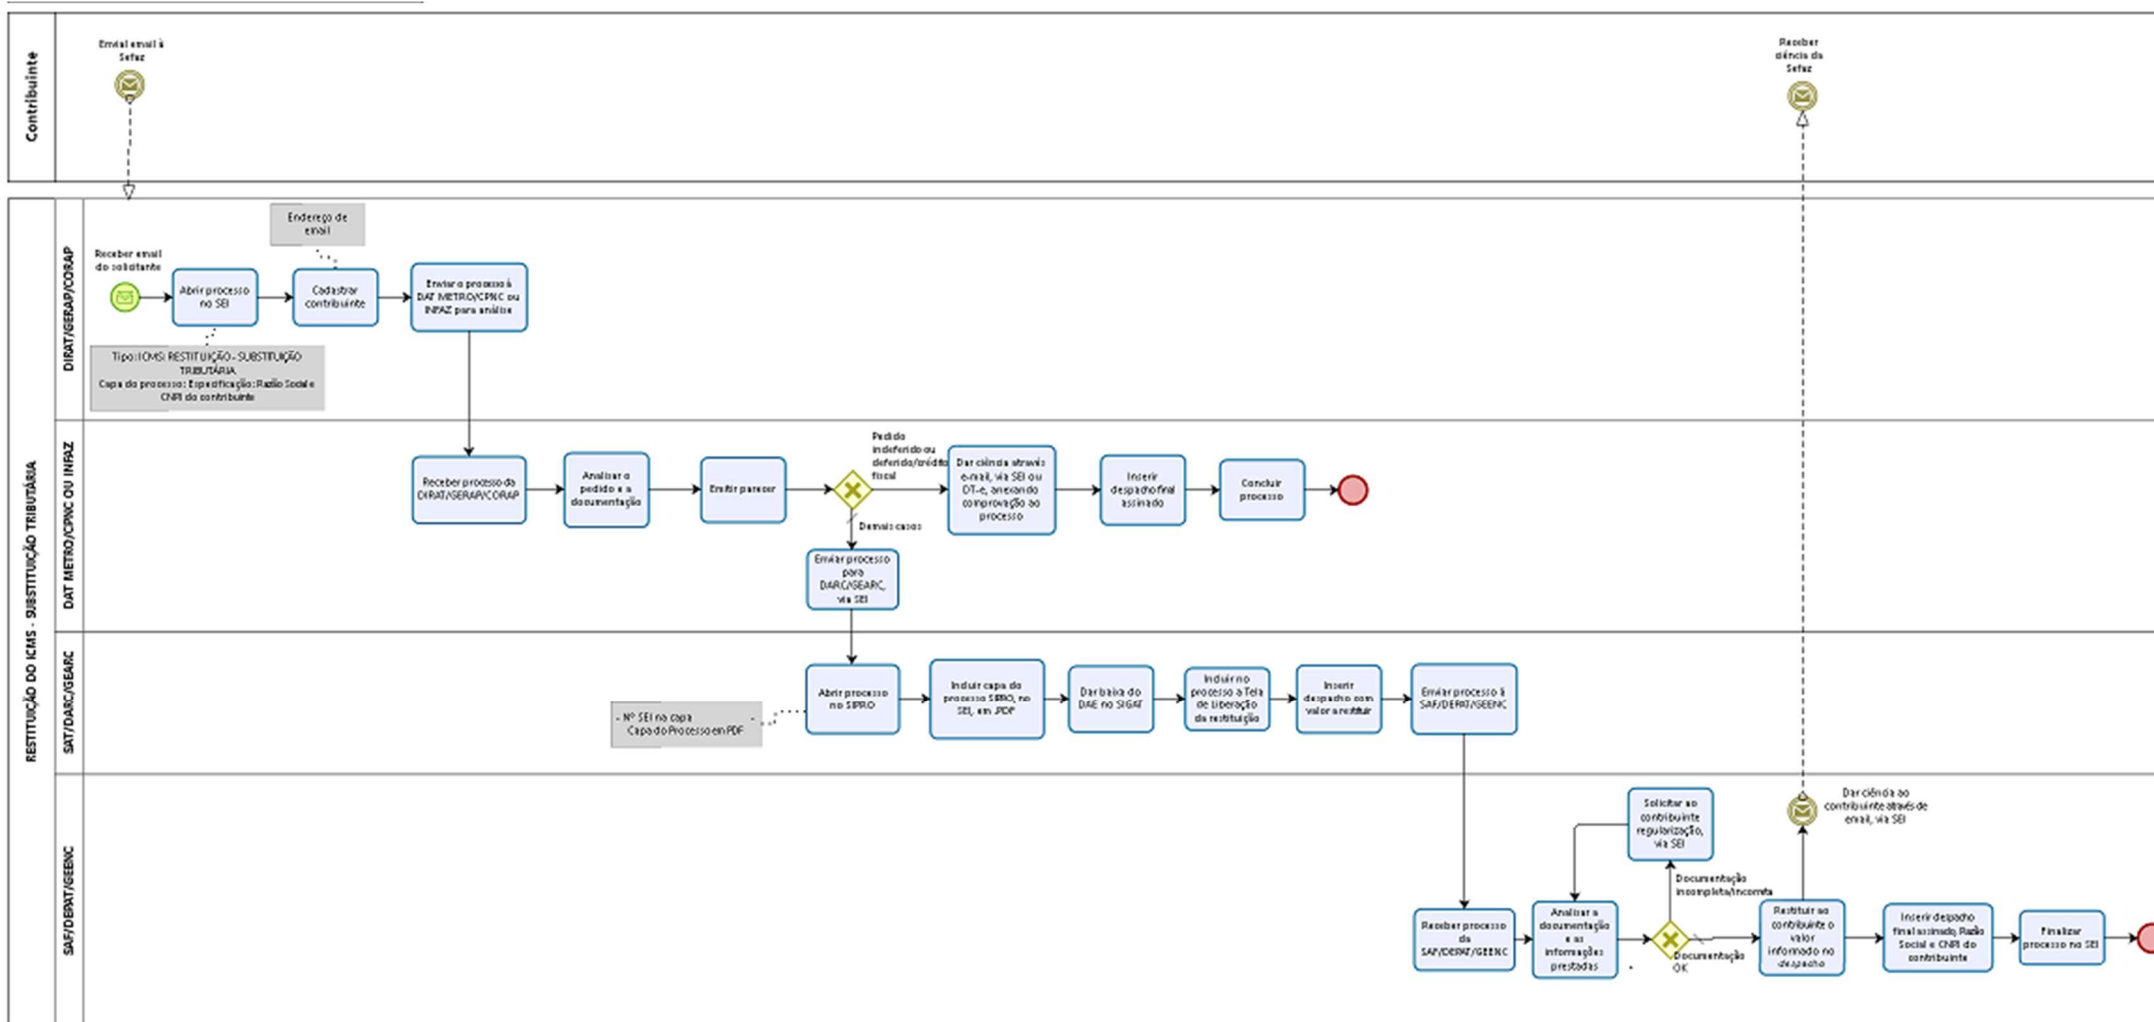 Contribuinte
Enviar email à
Sefaz
Receber
ciência da
Sefaz
RESTITUIÇÃO DO ICMS - SUBSTITUIÇÃO TRIBUTÁRIA
DIRAT/GERAP/CORAP
Receber email
do solicitante
Abrir processo
no SEI
Endereço de
email
Cadastrar
contribuinte
Enviar o processo à
DAT METRO/CPNC ou
INFAZ para análise
Tipo: ICMS: RESTITUIÇÃO - SUBSTITUIÇÃO
TRIBUTÁRIA
Capa do processo: Especificação: Razão Social e
CNPJ do contribuinte
DAT METRO/CPNC OU INFAZ
Receber processo da
DIRAT/GERAP/CORAP
Analisar o
pedido e a
documentação
Emitir parecer
Pedido
indeferido ou
deferido/crédito
fiscal
Demais casos
Dar ciência através
e-mail, via SEI ou
DT-e, anexando
comprovação ao
processo
Inserir
despacho final
assinado
Concluir
processo
Enviar processo
para
DARC/GEARC,
via SEI
SAT/DARC/GEARC
- Nº SEI na capa -
Capa do Processo em PDF
Abrir processo
no SIPRO
Incluir capa do
processo SIPRO, no
SEI, em .PDF
Dar baixa do
DAE no SIGAT
Incluir no
processo a Tela
de Liberação
da restituição
Inserir
despacho com
valor a restituir
Enviar processo à
SAF/DEPAT/GEENC
SAF/DEPAT/GEENC
Receber processo
da
SAF/DEPAT/GEENC
Analisar a
documentação
e as
informações
prestadas
Solicitar ao
contribuinte
regularização,
via SEI
Documentação
incompleta/incorreta
Documentação
OK
Dar ciência ao
contribuinte através de
email, via SEI
Restituir ao
contribuinte o
valor
informado no
despacho
Inserir despacho
final assinado, Razão
Social e CNPJ do
contribuinte
Finalizar
processo no SEI